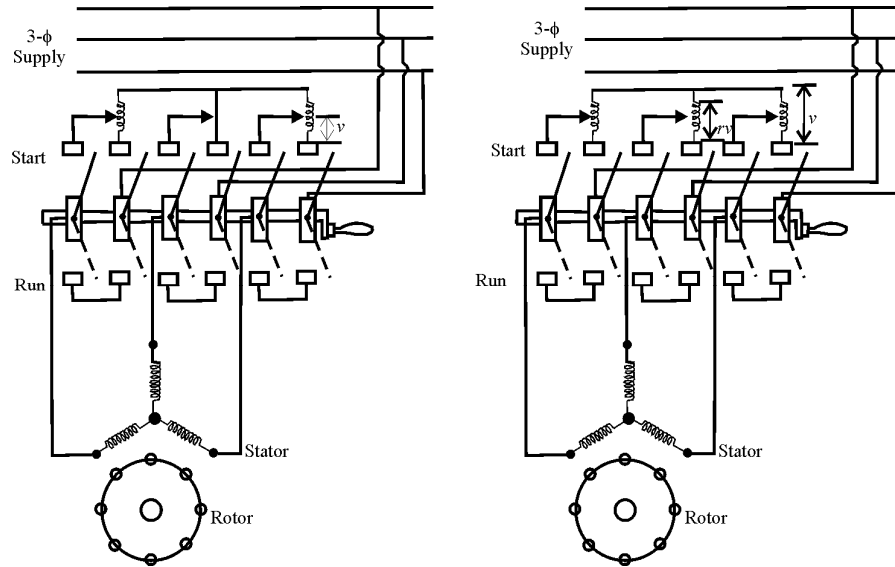 3-ϕ
Supply
v
Start
Run
Stator
Rotor
3-ϕ
Supply
rv
v
Start
Run
Stator
Rotor